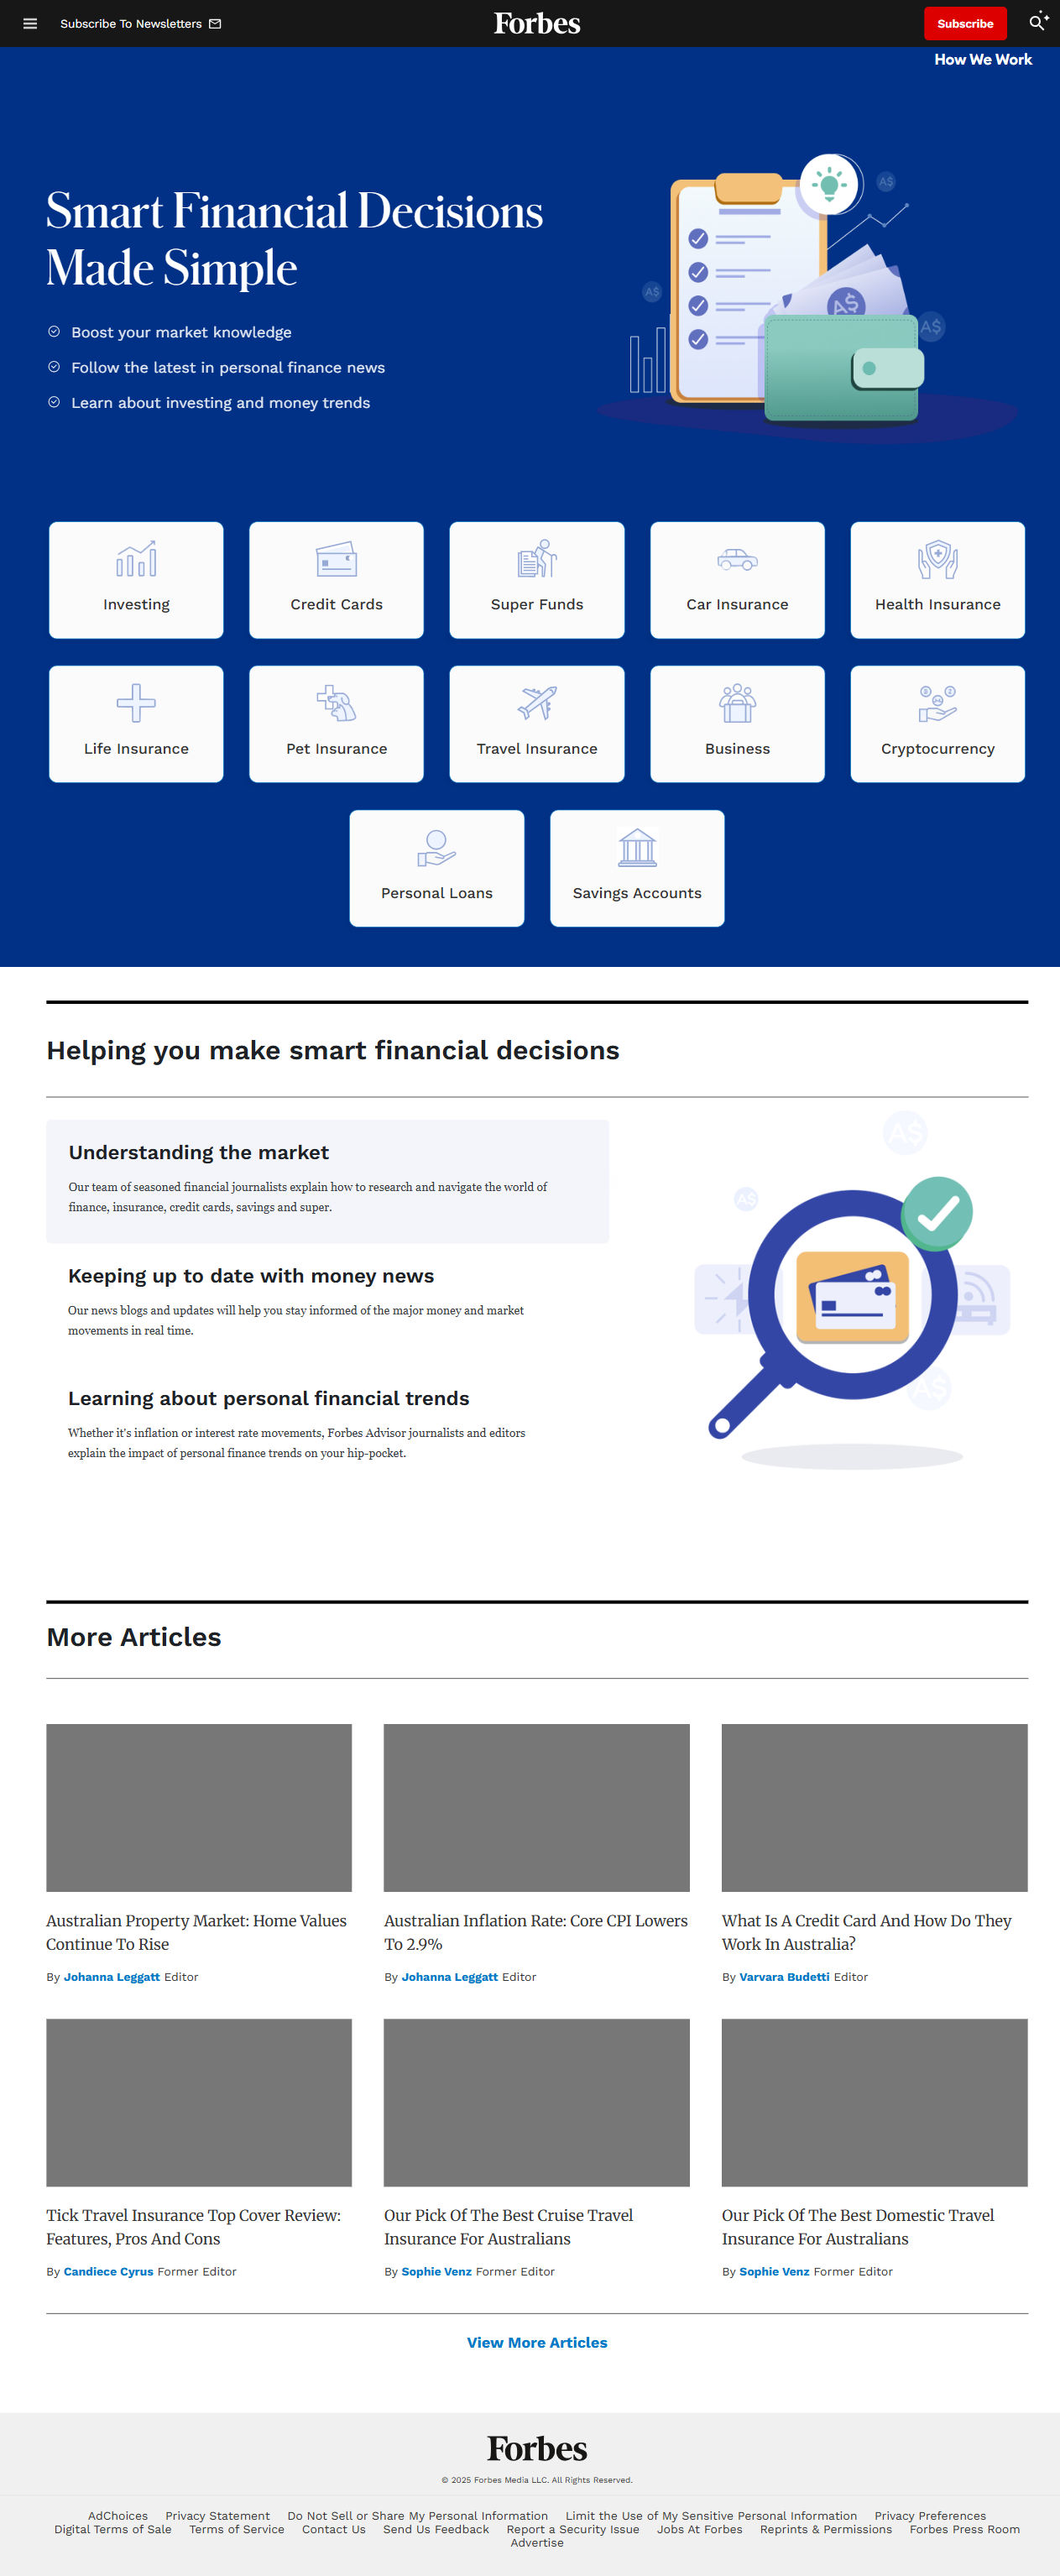 Subscribe To Newsletters
Forbes
Subscribe
How We Work
Smart Financial Decisions
Made Simple
Boost your market knowledge
Follow the latest in personal finance news
Learn about investing and money trends
A$
A$
A$
A$
Investing
Credit Cards
Super Funds
Car Insurance
Health Insurance
Life Insurance
Pet Insurance
Travel Insurance
Business
Cryptocurrency
Personal Loans
Savings Accounts
Helping you make smart financial decisions
Understanding the market
Our team of seasoned financial journalists explain how to research and navigate the world of
finance, insurance, credit cards, savings and super.
Keeping up to date with money news
Our news blogs and updates will help you stay informed of the major money and market
movements in real time.
Learning about personal financial trends
Whether it's inflation or interest rate movements, Forbes Advisor journalists and editors
explain the impact of personal finance trends on your hip-pocket.
A$
A$
A$
More Articles
Australian Property Market: Home Values
Continue To Rise
By Johanna Leggatt Editor
Australian Inflation Rate: Core CPI Lowers
To 2.9%
By Johanna Leggatt Editor
What Is A Credit Card And How Do They
Work In Australia?
By Varvara Budetti Editor
Tick Travel Insurance Top Cover Review:
Features, Pros And Cons
By Candiece Cyrus Former Editor
Our Pick Of The Best Cruise Travel
Insurance For Australians
By Sophie Venz Former Editor
Our Pick Of The Best Domestic Travel
Insurance For Australians
By Sophie Venz Former Editor
View More Articles
Forbes
© 2025 Forbes Media LLC. All Rights Reserved.
AdChoices Privacy Statement Do Not Sell or Share My Personal Information Limit the Use of My Sensitive Personal Information Privacy Preferences
Digital Terms of Sale Terms of Service Contact Us Send Us Feedback Report a Security Issue Jobs At Forbes Reprints & Permissions Forbes Press Room
Advertise